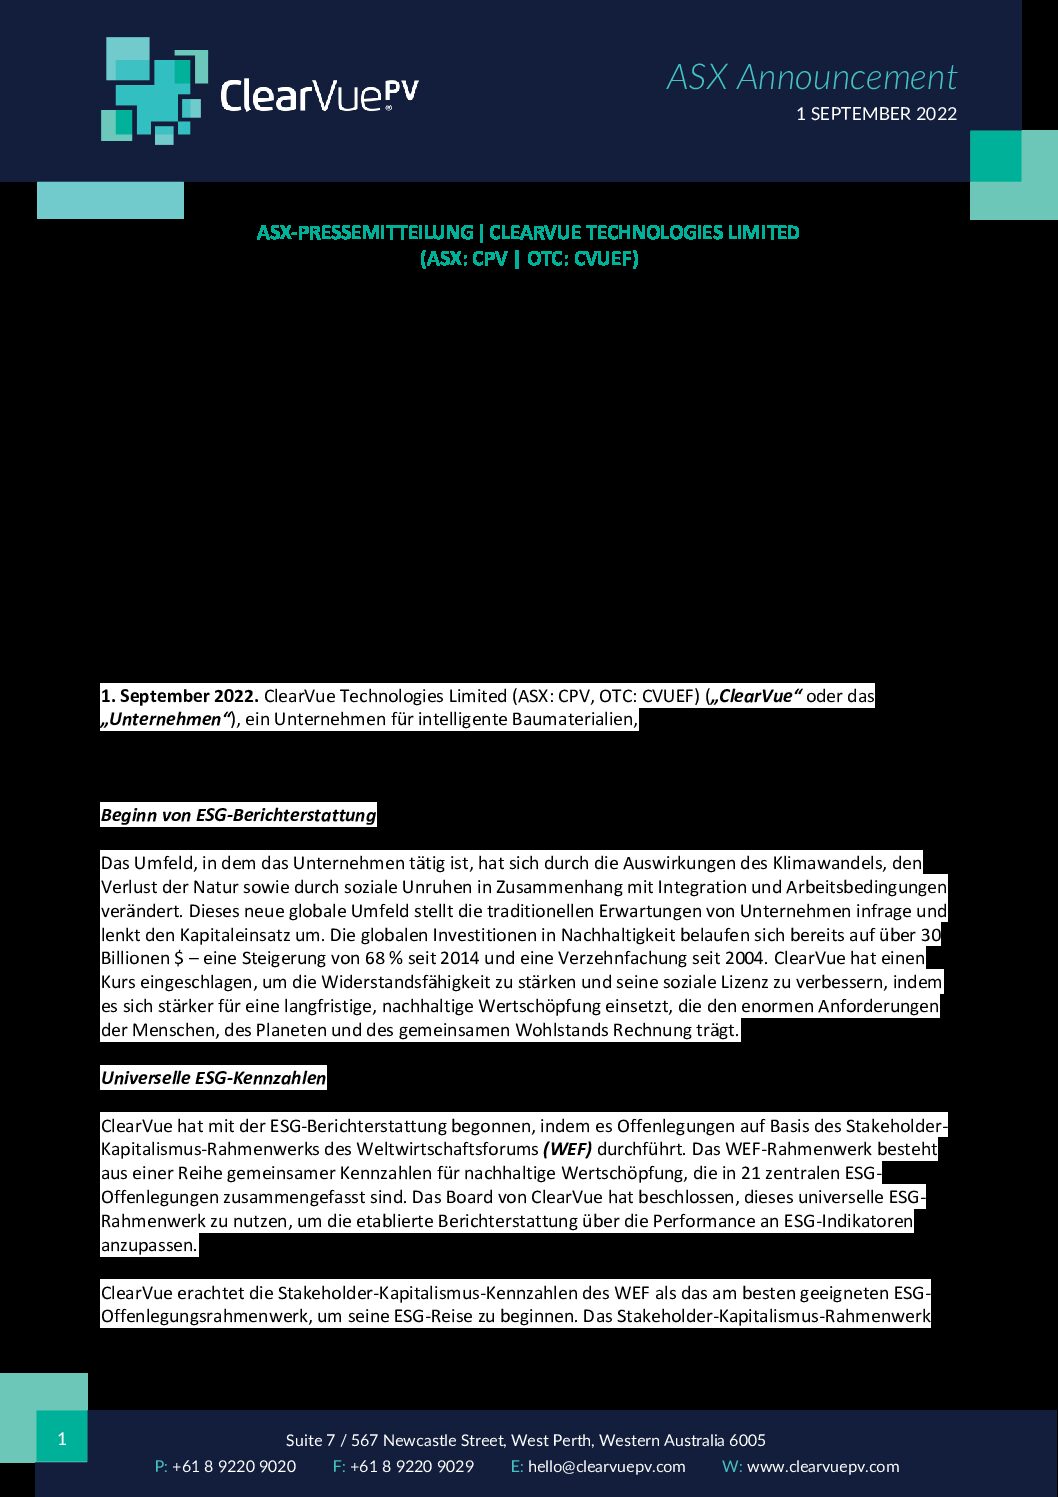 ClearVuePV
ASX Announcement
1 SEPTEMBER 2022
ASX-PRESSEMITTEILUNG | CLEARVUE TECHNOLOGIES LIMITED
(ASX: CPV | OTC: CVUEF)
1. September 2022. ClearVue Technologies Limited (ASX: CPV, OTC: CVUEF) („ClearVue“ oder das
„Unternehmen“), ein Unternehmen für intelligente Baumaterialien,
Beginn von ESG-Berichterstattung
Das Umfeld, in dem das Unternehmen tätig ist, hat sich durch die Auswirkungen des Klimawandels, den
Verlust der Natur sowie durch soziale Unruhen in Zusammenhang mit Integration und Arbeitsbedingungen
verändert. Dieses neue globale Umfeld stellt die traditionellen Erwartungen von Unternehmen infrage und
lenkt den Kapitaleinsatz um. Die globalen Investitionen in Nachhaltigkeit belaufen sich bereits auf über 30
Billionen $ – eine Steigerung von 68 % seit 2014 und eine Verzehnfachung seit 2004. ClearVue hat einen
Kurs eingeschlagen, um die Widerstandsfähigkeit zu stärken und seine soziale Lizenz zu verbessern, indem
es sich stärker für eine langfristige, nachhaltige Wertschöpfung einsetzt, die den enormen Anforderungen
der Menschen, des Planeten und des gemeinsamen Wohlstands Rechnung trägt.
Universelle ESG-Kennzahlen
ClearVue hat mit der ESG-Berichterstattung begonnen, indem es Offenlegungen auf Basis des Stakeholder-
Kapitalismus-Rahmenwerks des Weltwirtschaftsforums (WEF) durchführt. Das WEF-Rahmenwerk besteht
aus einer Reihe gemeinsamer Kennzahlen für nachhaltige Wertschöpfung, die in 21 zentralen ESG-
Offenlegungen zusammengefasst sind. Das Board von ClearVue hat beschlossen, dieses universelle ESG-
Rahmenwerk zu nutzen, um die etablierte Berichterstattung über die Performance an ESG-Indikatoren
anzupassen.
ClearVue erachtet die Stakeholder-Kapitalismus-Kennzahlen des WEF als das am besten geeigneten ESG-
Offenlegungsrahmenwerk, um seine ESG-Reise zu beginnen. Das Stakeholder-Kapitalismus-Rahmenwerk
1
Suite 7 / 567 Newcastle Street, West Perth, Western Australia 6005
P: +61 8 9220 9020 F: +61 8 9220 9029 E: hello@clearvuepv.com W: www.clearvuepv.com